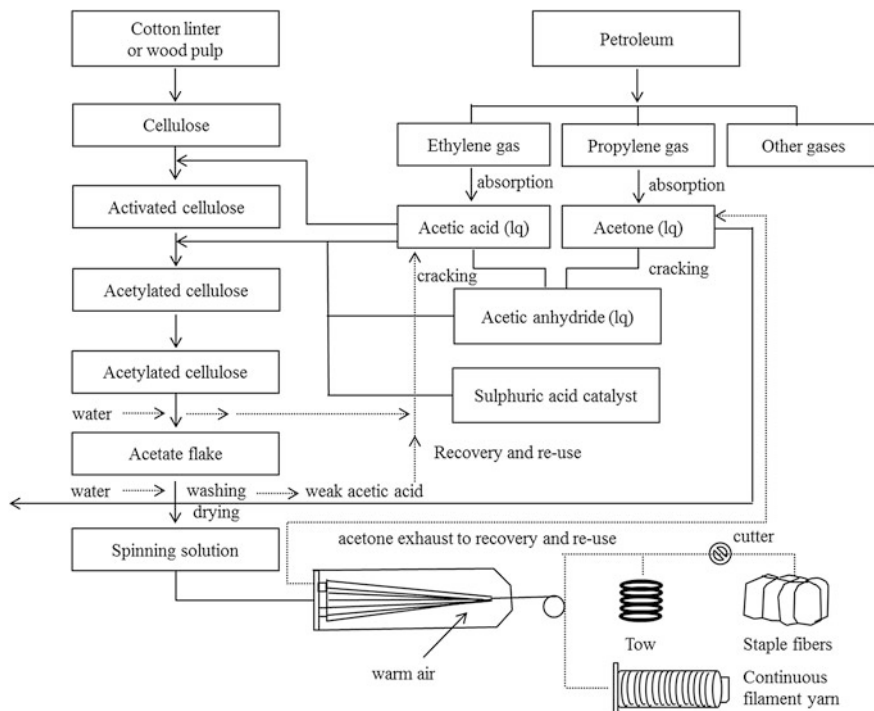 Cotton linter
or wood pulp
Petroleum
Cellulose
Ethylene gas
Propylene gas
Other gases
absorption
absorption
Activated cellulose
Acetic acid (lq)
Acetone (lq)
cracking
cracking
Acetylated cellulose
Acetic anhydride (lq)
Acetylated cellulose
Sulphuric acid catalyst
water
Acetate flake
Recovery and re-use
water
washing
weak acetic acid
drying
Spinning solution
acetone exhaust to recovery and re-use
cutter
warm air
Tow
Staple fibers
Continuous
filament yarn